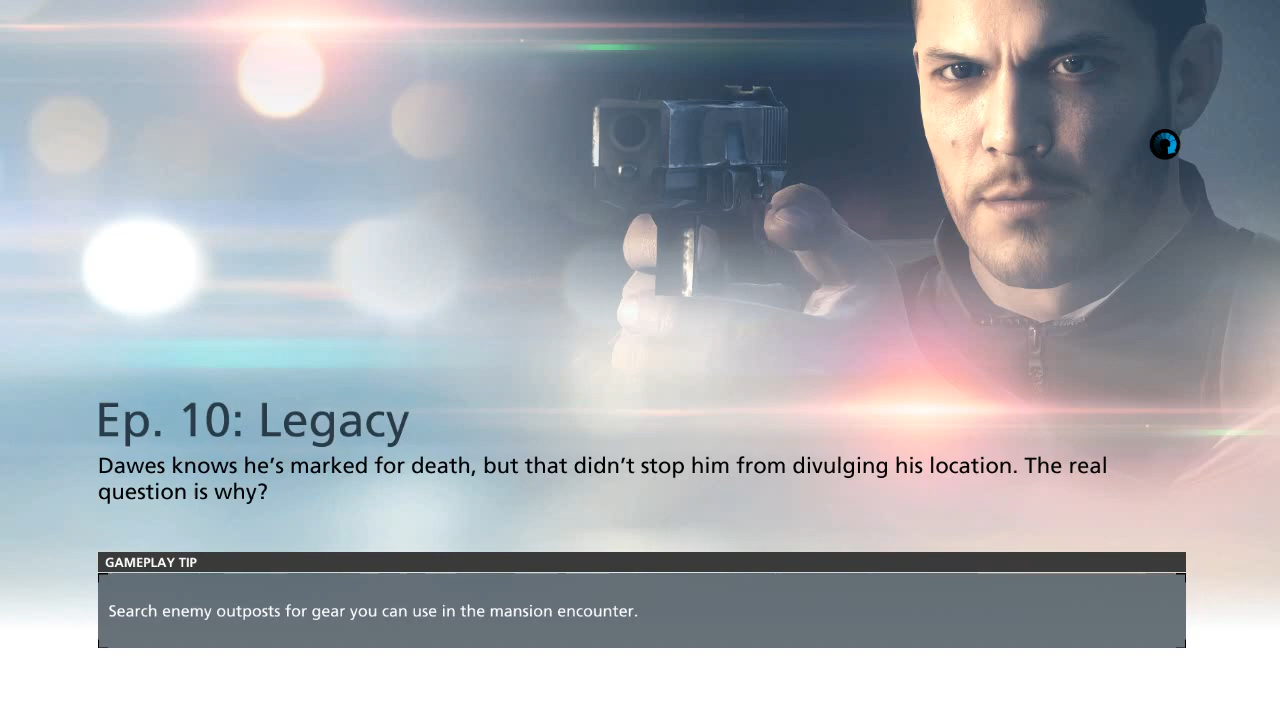 Ep. 10: Legacy
Dawes knows he’s marked for death, but that didn’t stop him from divulging his location. The real
question is why?
GAMEPLAY TIP
Search enemy outposts for gear you can use in the mansion encounter.